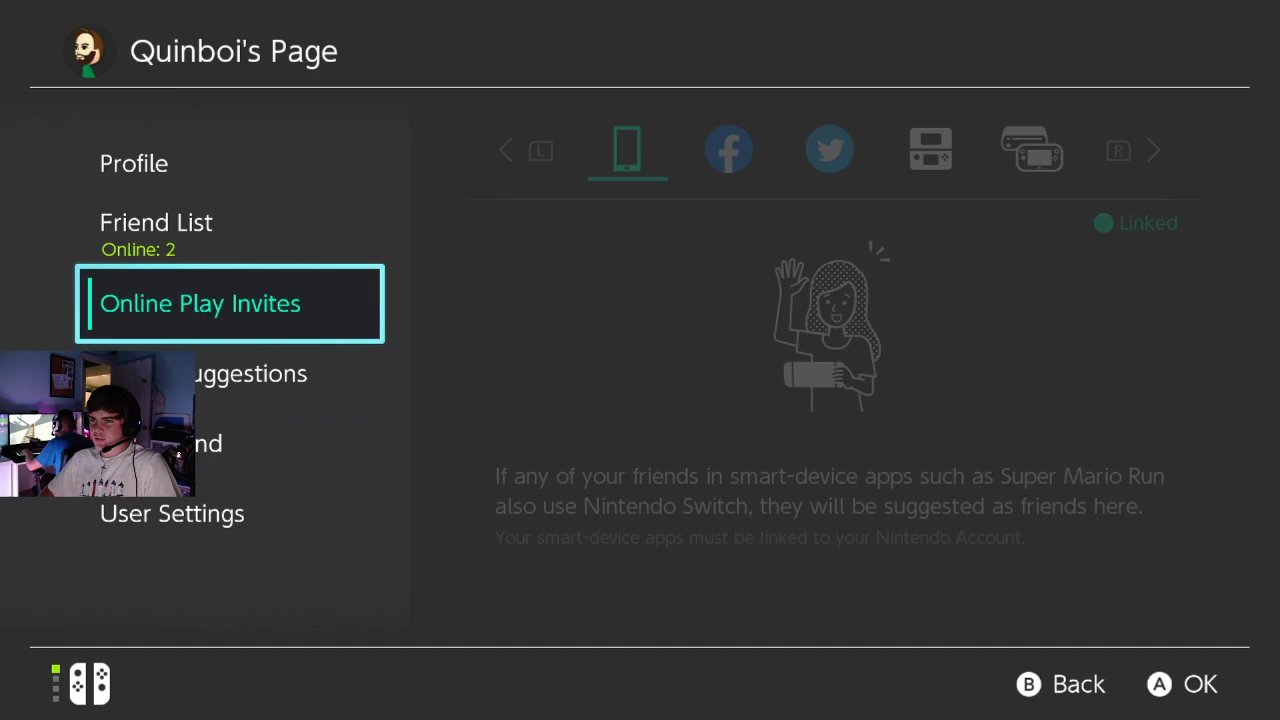 Quinboi's Page
Profile
Friend List
Online: 2
Online Play Invites
uggestions
nd
User Settings
L
R
Linked
If any of your friends in smart-device apps such as Super Mario Run
also use Nintendo Switch, they will be suggested as friends here.
Your smart-device apps must be linked to your Nintendo Account.
B Back
A OK